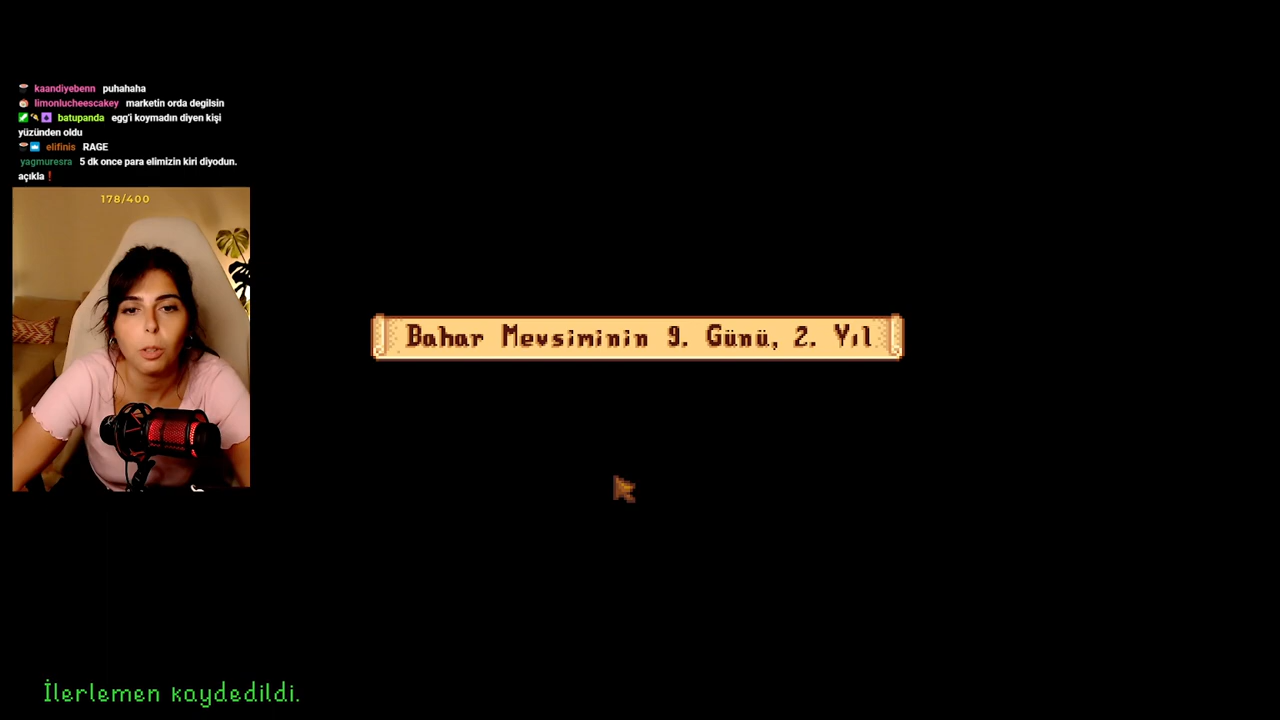 kaandiyebenn puhahaha
limonlucheescakey marketin orda degilsin
batupanda egg'i koymadın diyen kişi
yüzünden oldu
elifinis RAGE
yagmuresra 5 dk once para elimizin kiri diyodun.
açıkla❗
178/400
Bahar Mevsiminin 9. Günü, 2. Yıl
İlerlemen kaydedildi.